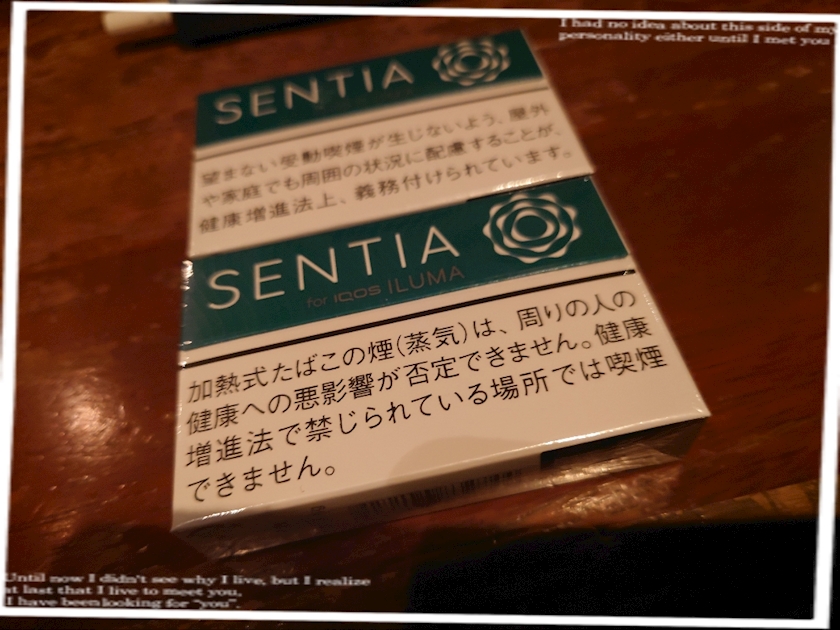 I had no idea about this side of my
personality either until I met you
SENTIA
望まない受動喫煙が生じないよう、屋外
や家庭でも周囲の状況に配慮することが、
健康増進法上、義務付けられています。
SENTIA
for IQOS ILUMA
加熱式たばこの煙(蒸気)は、周りの人の
健康への悪影響が否定できません。健康
増進法で禁じられている場所では喫煙
できません。
Until now I didn't see why I live, but I realize
at last that I live to meet you,
I have been looking for "you".